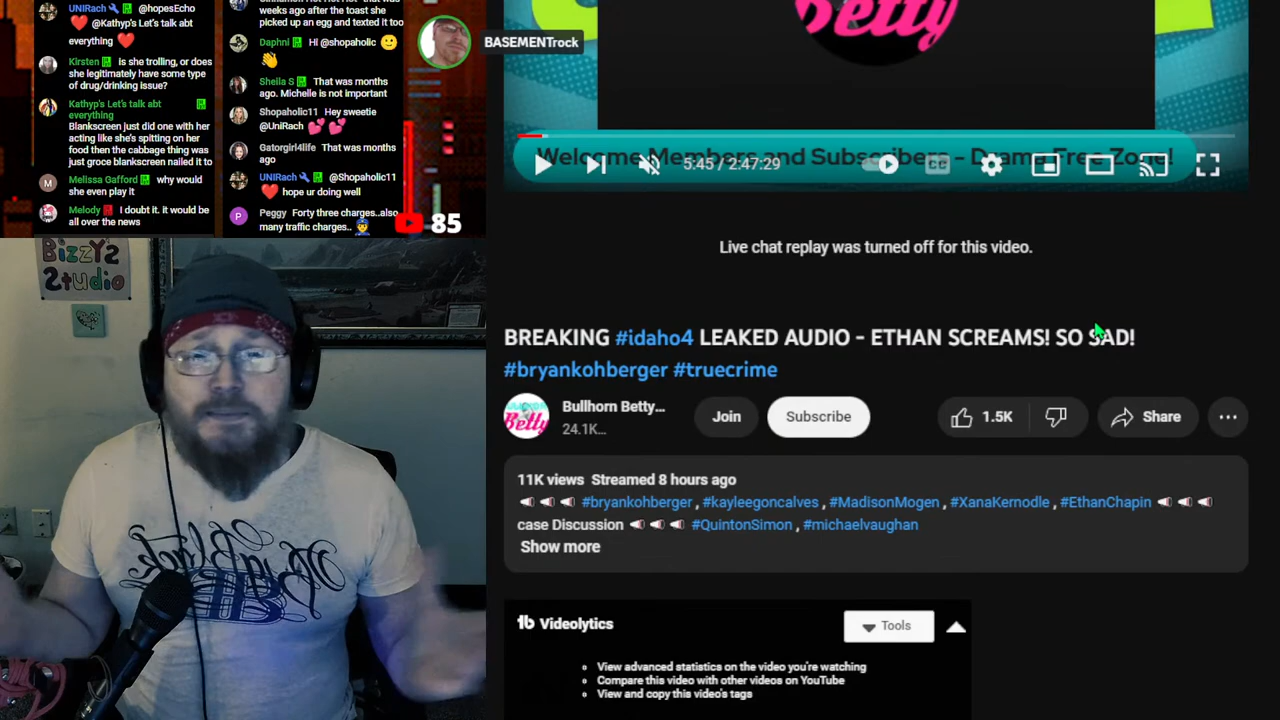 UNIRach @hopesEcho
@Kathyp's Let's talk abt
everything
Kirsten Is she trolling, or does
she legitimately have some type
of drug/drinking issue?
Kathyp's Let's talk abt
everything
Blankscreen just did one with her
acting like she's spitting on her
food then the cabbage thing was
just groce blankscreen nailed it to
Melissa Gafford why would
she even play it
Melody I doubt it. it would be
all over the news
weeks ago after the toast she
picked up an egg and texted it too
Daphni Hi @shopaholic
Sheila S That was months
ago. Michelle is not important
Shopaholic11 Hey sweetie
@UniRach
Gatorgirl4life That was months
ago
UNIRach @Shopaholic11
hope ur doing well
Peggy Forty three charges..also
many traffic charges..
85
BASEMENTrock
BizzYs
Studio
Betty
Welcome Members and Subscribers - Drama Free Zone!
5:45 / 2:47:29
CC
Live chat replay was turned off for this video.
BREAKING #idaho4 LEAKED AUDIO - ETHAN SCREAMS! SO SAD!
#bryankohberger #truecrime
Betty
Bullhorn Betty...
24.1K...
Join
Subscribe
1.5K
Share
11K views Streamed 8 hours ago
#bryankohberger , #kayleegoncalves , #MadisonMogen , #XanaKernodle , #EthanChapin
case Discussion #QuintonSimon , #michaelvaughan
Show more
tb Videolytics
Tools
View advanced statistics on the video you're watching
Compare this video with other videos on YouTube
View and copy this video's tags